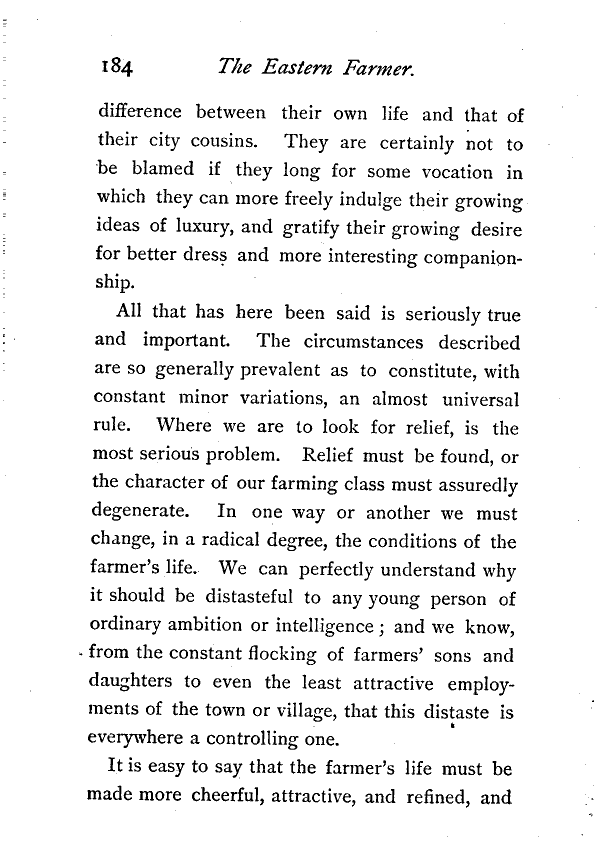 184 The Eastern Farmer.
difference between their own life and that of
their city cousins. They are certainly not to
be blamed if they long for some vocation in
which they can more freely indulge their growing
ideas of luxury, and gratify their growing desire
for better dress and more interesting companion-
ship.
All that has here been said is seriously true
and important. The circumstances described
are so generally prevalent as to constitute, with
constant minor variations, an almost universal
rule. Where we are to look for relief, is the
most serious problem. Relief must be found, or
the character of our farming class must assuredly
degenerate. In one way or another we must
change, in a radical degree, the conditions of the
farmer's life. We can perfectly understand why
it should be distasteful to any young person of
ordinary ambition or intelligence ; and we know,
from the constant flocking of farmers' sons and
daughters to even the least attractive employ-
ments of the town or village, that this distaste is
everywhere a controlling one.
It is easy to say that the farmer's life must be
made more cheerful, attractive, and refined, and